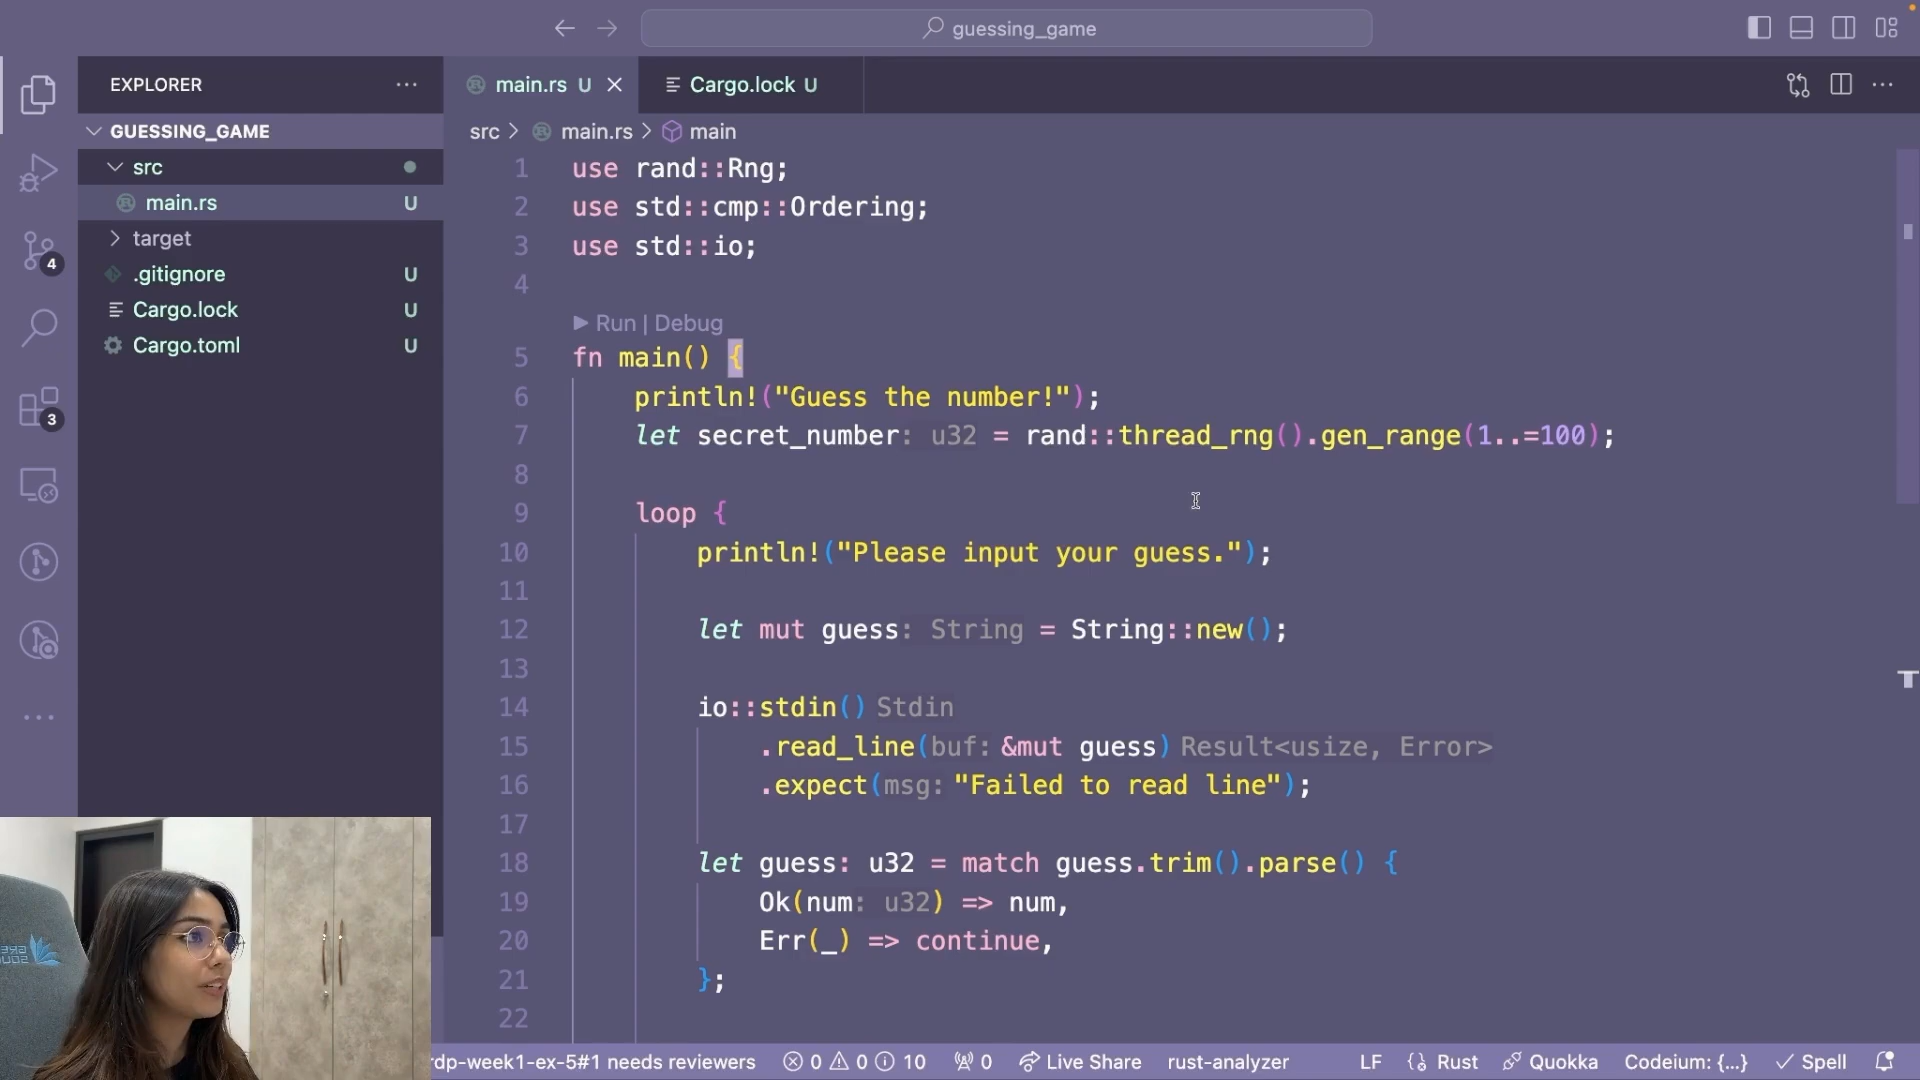 guessing_game
EXPLORER
GUESSING_GAME
src
main.rs U
target
.gitignore U
Cargo.lock U
Cargo.toml U
4
3
main.rs U
Cargo.lock U
src > main.rs > main
1 use rand::Rng;
2 use std::cmp::Ordering;
3 use std::io;
4
Run | Debug
5 fn main() {
6 println!("Guess the number!");
7 let secret_number: u32 = rand::thread_rng().gen_range(1..=100);
8
9 loop {
10 println!("Please input your guess.");
11
12 let mut guess: String = String::new();
13
14 io::stdin() Stdin
15 .read_line(buf: &mut guess) Result<usize, Error>
16 .expect(msg: "Failed to read line");
17
18 let guess: u32 = match guess.trim().parse() {
19 Ok(num: u32) => num,
20 Err(_) => continue,
21 };
22
rdp-week1-ex-5#1 needs reviewers 0 0 10 0 Live Share rust-analyzer LF Rust Quokka Codeium: {...} Spell